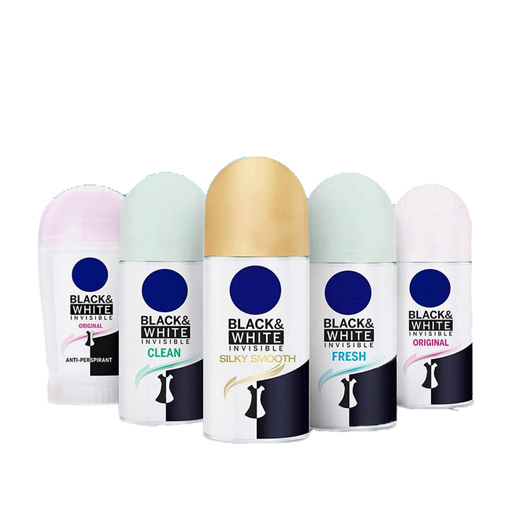 BLACK&
WHITE
INVISIBLE
ORIGINAL
ANTI-PERSPIRANT
BLACK&
WHITE
INVISIBLE
CLEAN
BLACK&
WHITE
INVISIBLE
SILKY SMOOTH
BLACK&
WHITE
INVISIBLE
FRESH
BLACK&
WHITE
INVISIBLE
ORIGINAL